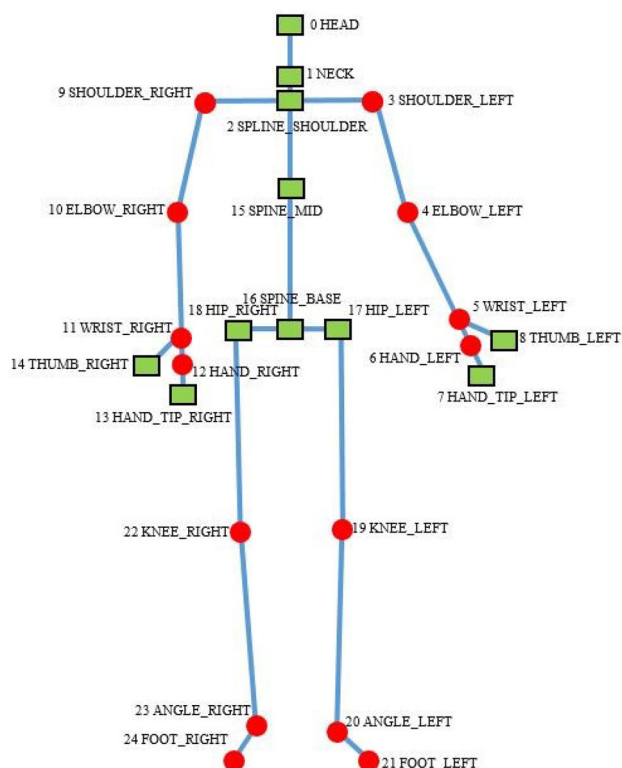 0 HEAD
1 NECK
9 SHOULDER_RIGHT
3 SHOULDER_LEFT
2 SPLINE_SHOULDER
10 ELBOW_RIGHT
15 SPINE_MID
4 ELBOW_LEFT
16 SPINE_BASE
18 HIP_RIGHT
17 HIP_LEFT
5 WRIST_LEFT
11 WRIST_RIGHT
8 THUMB_LEFT
6 HAND_LEFT
14 THUMB_RIGHT
12 HAND_RIGHT
7 HAND_TIP_LEFT
13 HAND_TIP_RIGHT
22 KNEE_RIGHT
19 KNEE_LEFT
23 ANGLE_RIGHT
20 ANGLE_LEFT
24 FOOT_RIGHT
21 FOOT_LEFT